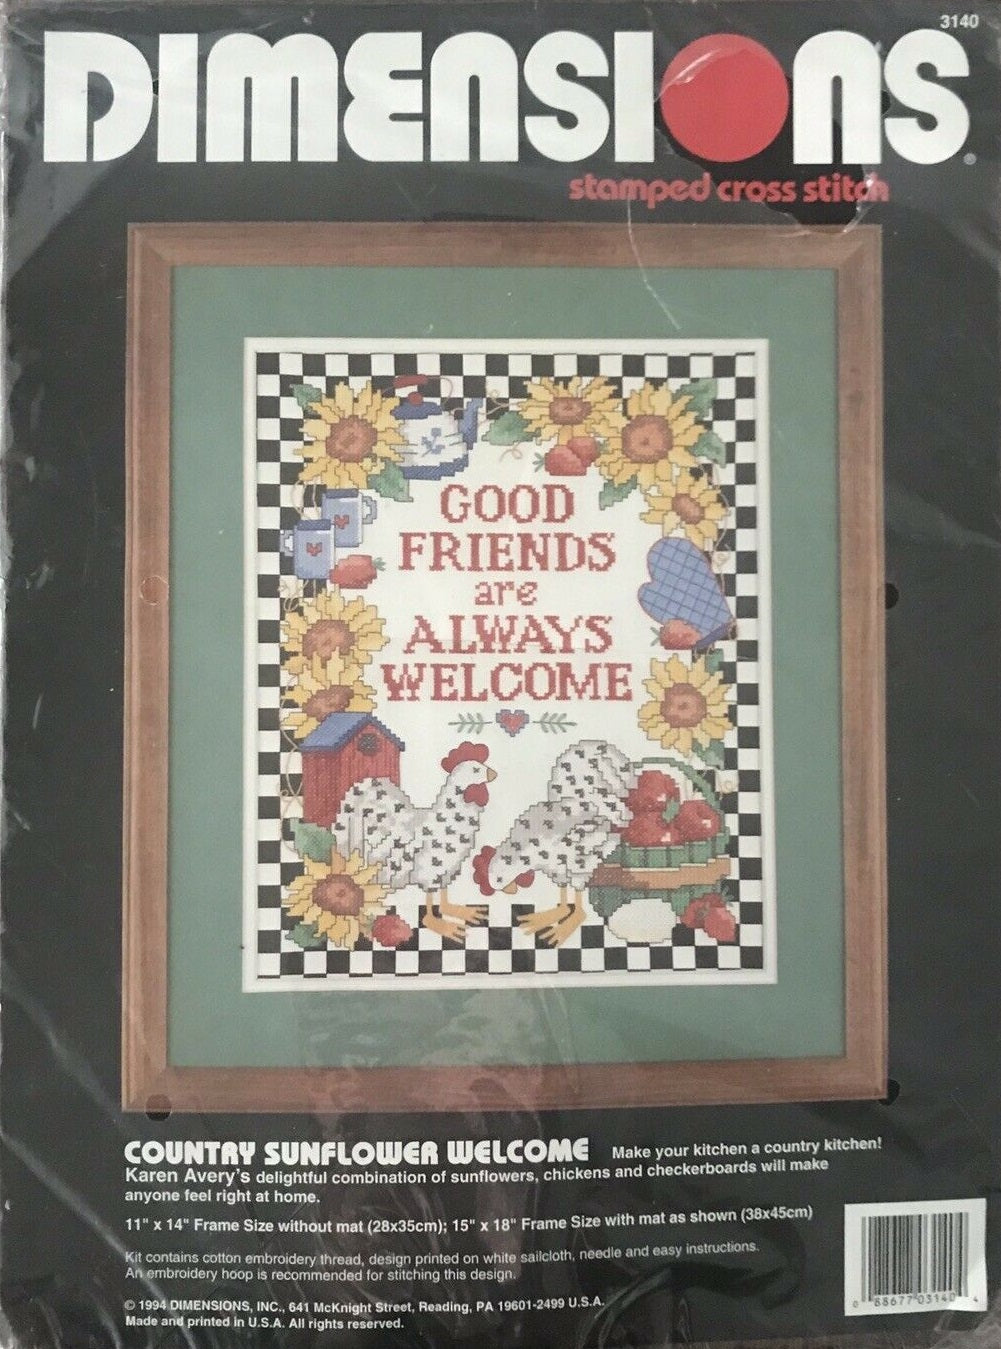 3140
DIMENSIONS®
stamped cross stitch
GOOD
FRIENDS
are
ALWAYS
WELCOME
COUNTRY SUNFLOWER WELCOME Make your kitchen a country kitchen!
Karen Avery's delightful combination of sunflowers, chickens and checkerboards will make
anyone feel right at home.
11" x 14" Frame Size without mat (28x35cm); 15" x 18" Frame Size with mat as shown (38x45cm)
Kit contains cotton embroidery thread, design printed on white sailcloth, needle and easy instructions.
An embroidery hoop is recommended for stitching this design.
© 1994 DIMENSIONS, INC., 641 McKnight Street, Reading, PA 19601-2499 U.S.A.
Made and printed in U.S.A. All rights reserved.
0 88677 03140 4